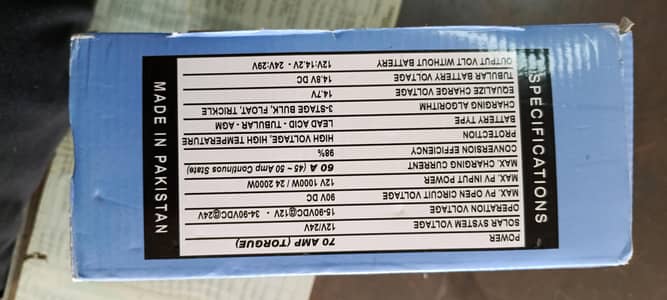 SPECIFICATIONS
POWER 70 AMP (TORGUE)
SOLAR SYSTEM VOLTAGE 12V/24V
OPERATION VOLTAGE 15-90VDC@12V - 34-90VDC@24V
MAX. PV OPEN CIRCUIT VOLTAGE 90V DC
MAX. PV INPUT POWER 12V 1000W / 24 2000W
MAX. CHARGING CURRENT 60 A (45 ~ 50 Amp Continuos State)
CONVERSION EFFICIENCY 98%
PROTECTION HIGH VOLTAGE, HIGH TEMPERATURE
BATTERY TYPE LEAD ACID - TUBULAR - AGM
CHARGING ALGORITHM 3-STAGE BULK, FLOAT, TRICKLE
EQUALIZE CHARGE VOLTAGE 14.7V
TUBULAR BATTERY VOLTAGE 14.8V DC
OUTPUT VOLT WITHOUT BATTERY 12V:14.2V - 24V:29V
MADE IN PAKISTAN